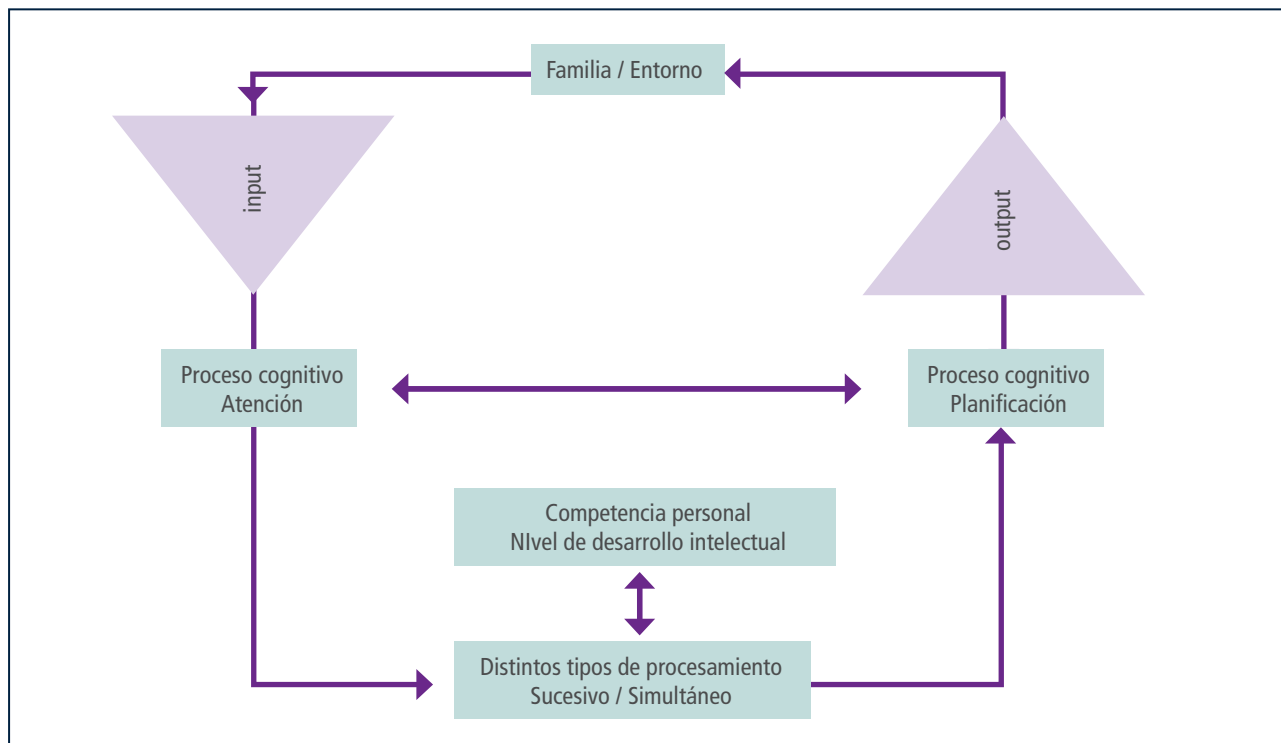 Familia / Entorno
input
output
Proceso cognitivo
Atención
Proceso cognitivo
Planificación
Competencia personal
NIvel de desarrollo intelectual
Distintos tipos de procesamiento
Sucesivo / Simultáneo